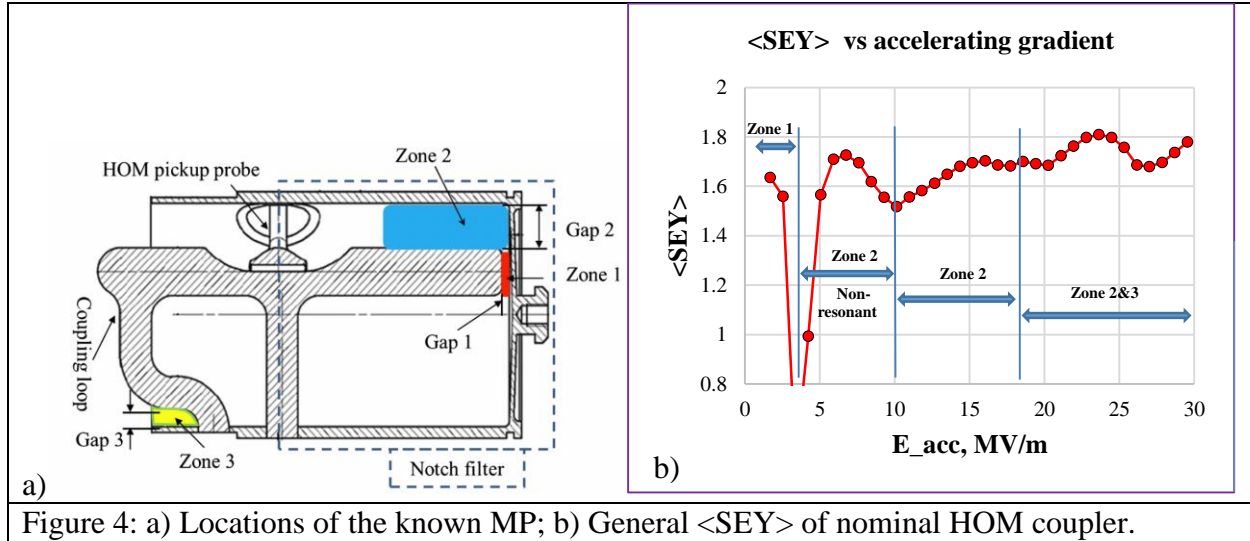 HOM pickup probe
Zone 2
Gap 2
Zone 1
Gap 1
Coupling loop
Gap 3
Zone 3
Notch filter
a)
<SEY> vs accelerating gradient
<SEY>
2
1.8
1.6
1.4
1.2
1
0.8
Zone 1
Zone 2
Non-
resonant
Zone 2
Zone 2&3
0
5
10
15
20
25
30
E_acc, MV/m
b)
Figure 4: a) Locations of the known MP; b) General <SEY> of nominal HOM coupler.